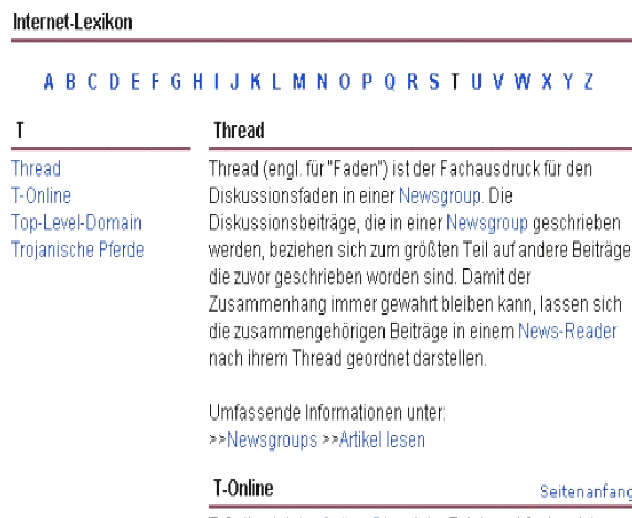 Internet-Lexikon
A B C D E F G H I J K L M N O P Q R S T U V W X Y Z
T
Thread
T-Online
Top-Level-Domain
Trojanische Pferde
Thread
Thread (engl. für "Faden") ist der Fachausdruck für den
Diskussionsfaden in einer Newsgroup. Die
Diskussionsbeiträge, die in einer Newsgroup geschrieben
werden, beziehen sich zum größten Teil auf andere Beiträge
die zuvor geschrieben worden sind. Damit der
Zusammenhang immer gewahrt bleiben kann, lassen sich
die zusammengehörigen Beiträge in einem News-Reader
nach ihrem Thread geordnet darstellen.
Umfassende Informationen unter:
>>Newsgroups >>Artikel lesen
T-Online Seitenanfang